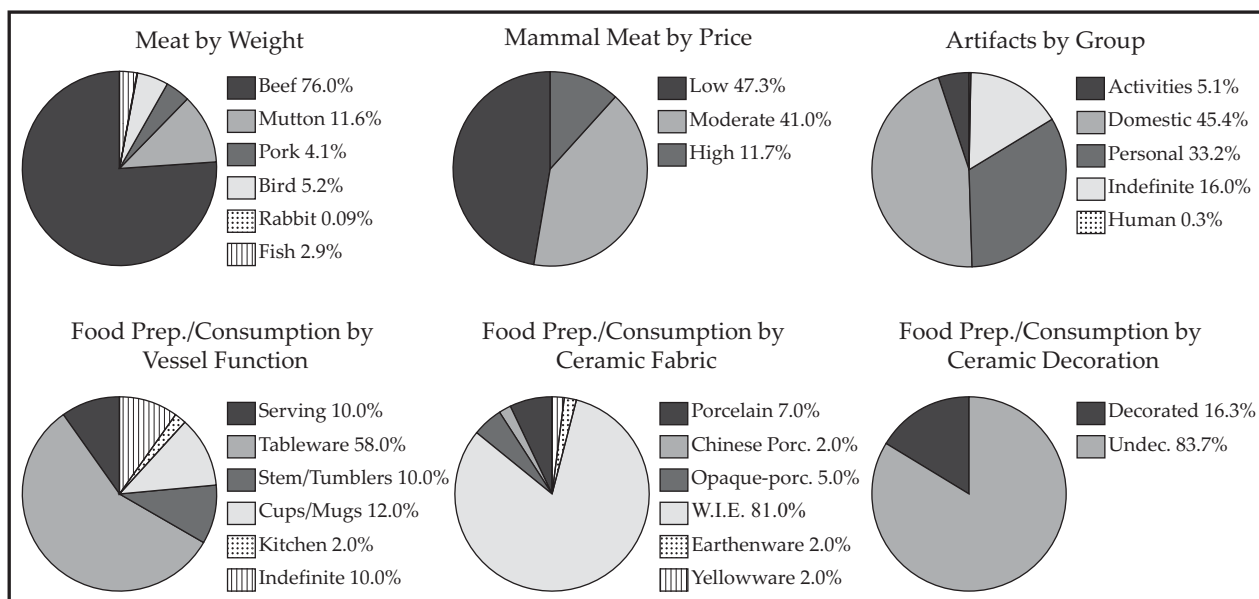 Meat by Weight
Beef 76.0%
Mutton 11.6%
Pork 4.1%
Bird 5.2%
Rabbit 0.09%
Fish 2.9%
Mammal Meat by Price
Low 47.3%
Moderate 41.0%
High 11.7%
Artifacts by Group
Activities 5.1%
Domestic 45.4%
Personal 33.2%
Indefinite 16.0%
Human 0.3%
Food Prep./Consumption by
Vessel Function
Serving 10.0%
Tableware 58.0%
Stem/Tumblers 10.0%
Cups/Mugs 12.0%
Kitchen 2.0%
Indefinite 10.0%
Food Prep./Consumption by
Ceramic Fabric
Porcelain 7.0%
Chinese Porc. 2.0%
Opaque-porc. 5.0%
W.I.E. 81.0%
Earthenware 2.0%
Yellowware 2.0%
Food Prep./Consumption by
Ceramic Decoration
Decorated 16.3%
Undec. 83.7%